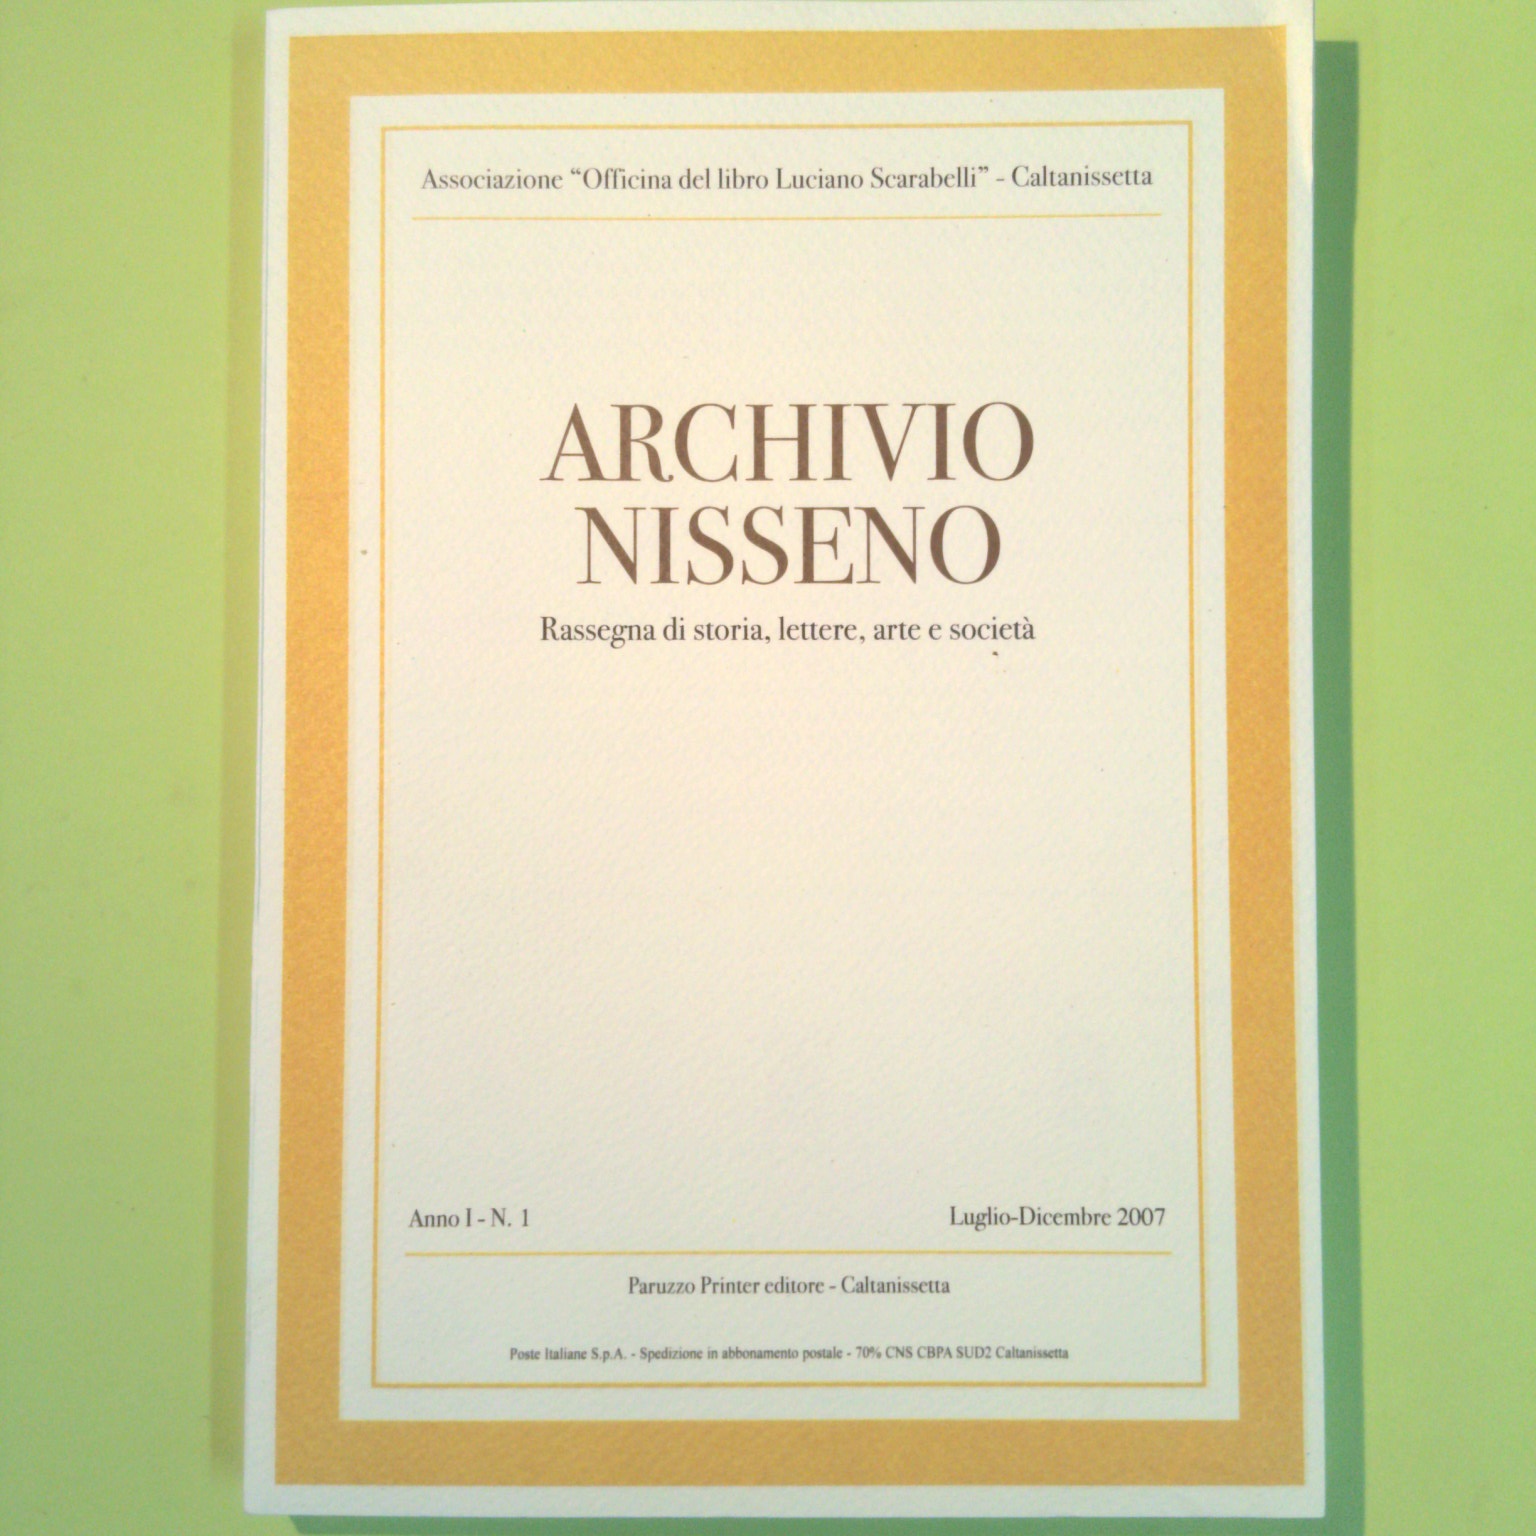 Associazione “Officina del libro Luciano Scarabelli” - Caltanissetta
ARCHIVIO
NISSENO
Rassegna di storia, lettere, arte e società
Anno I - N. 1 Luglio-Dicembre 2007
Paruzzo Printer editore - Caltanissetta
Poste Italiane S.p.A. - Spedizione in abbonamento postale - 70% CNS CBPA SUD2 Caltanissetta